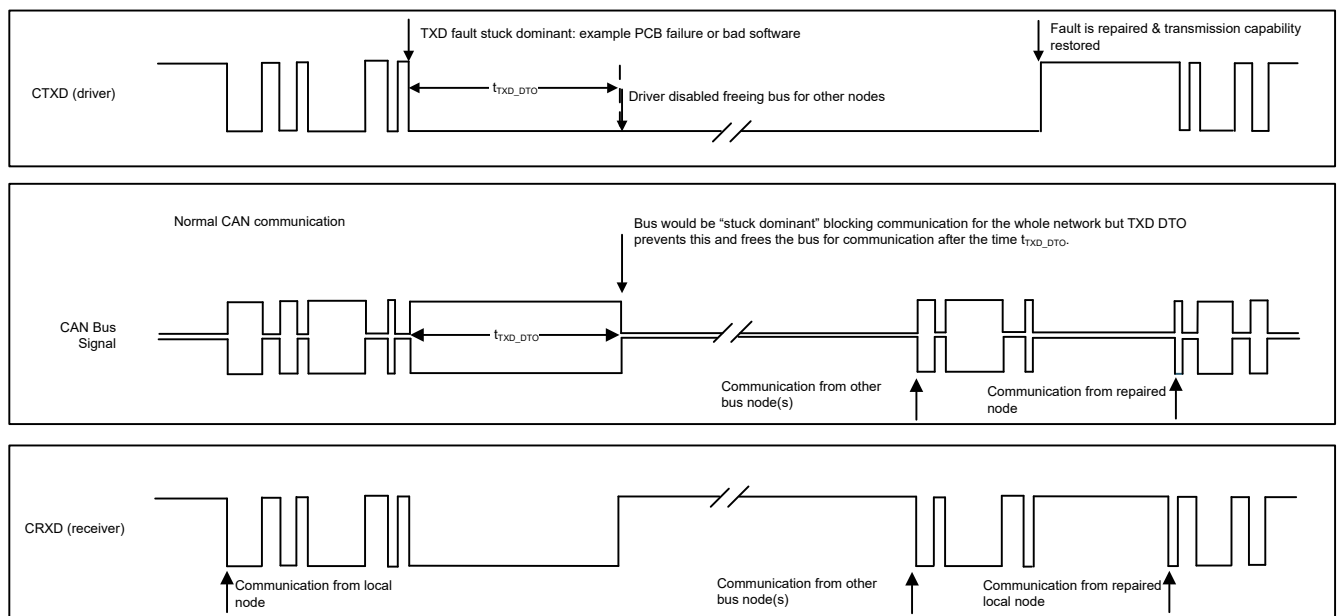 TXD fault stuck dominant: example PCB failure or bad software
Fault is repaired & transmission capability
restored
CTXD (driver)
tTXD_DTO
Driver disabled freeing bus for other nodes
Normal CAN communication
Bus would be “stuck dominant” blocking communication for the whole network but TXD DTO
prevents this and frees the bus for communication after the time tTXD_DTO.
CAN Bus
Signal
tTXD_DTO
Communication from other
bus node(s)
Communication from repaired
node
CRXD (receiver)
Communication from local
node
Communication from other
bus node(s)
Communication from repaired
local node